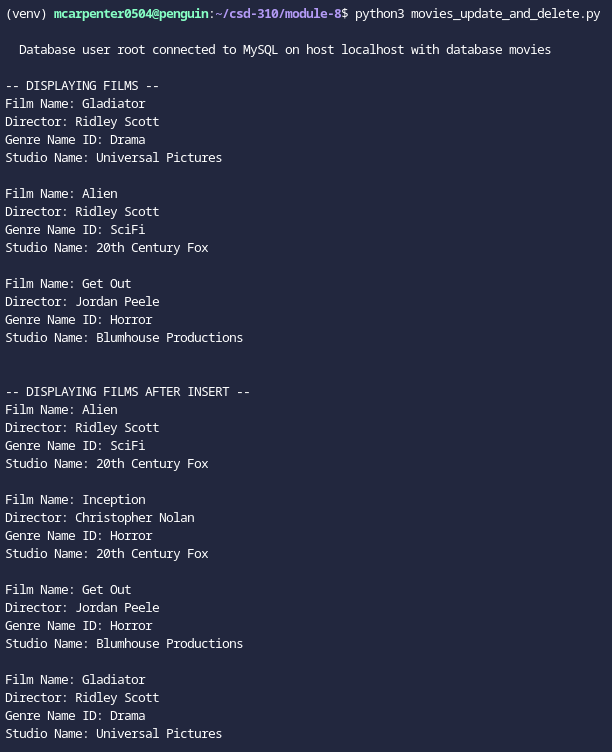 (venv) mcarpenter0504@penguin:~/csd-310/module-8$ python3 movies_update_and_delete.py
Database user root connected to MySQL on host localhost with database movies
-- DISPLAYING FILMS --
Film Name: Gladiator
Director: Ridley Scott
Genre Name ID: Drama
Studio Name: Universal Pictures
Film Name: Alien
Director: Ridley Scott
Genre Name ID: SciFi
Studio Name: 20th Century Fox
Film Name: Get Out
Director: Jordan Peele
Genre Name ID: Horror
Studio Name: Blumhouse Productions
-- DISPLAYING FILMS AFTER INSERT --
Film Name: Alien
Director: Ridley Scott
Genre Name ID: SciFi
Studio Name: 20th Century Fox
Film Name: Inception
Director: Christopher Nolan
Genre Name ID: Horror
Studio Name: 20th Century Fox
Film Name: Get Out
Director: Jordan Peele
Genre Name ID: Horror
Studio Name: Blumhouse Productions
Film Name: Gladiator
Director: Ridley Scott
Genre Name ID: Drama
Studio Name: Universal Pictures